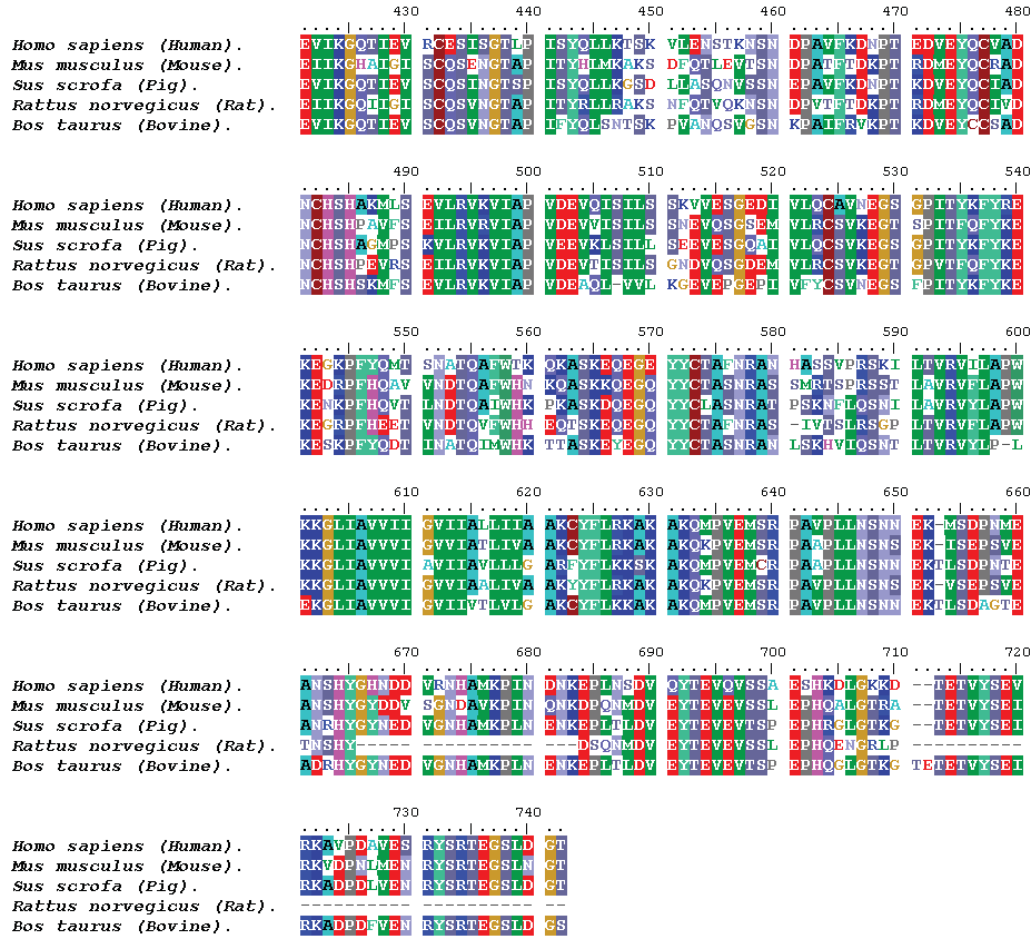 430 440 450 460 470 480
Homo sapiens (Human). EVIKGQTIEV RCESISGTLP ISYQLLKTSK VLENSTKNSN DPAVFKDNPT EDVEYQCVAD
Mus musculus (Mouse). EIIKGHAIGI SCQSENGTAP ITYHLMKAKS DFQTLEVTSN DPATFTDKPT RDMEYQCRAD
Sus scrofa (Pig). EVIKGQTIEV SCQSINGTSP ISYQLLKGSD LLASQNVSSN EPAVFKDNPT KDVEYQCIAD
Rattus norvegicus (Rat). EIIKGQIIGI SCQSVNGTAP ITYRLLRAKS NFQTVQKNSN DPVTFTDKPT RDMEYQCIVD
Bos taurus (Bovine). EVIKGQTIEV SCQSVNGTAP IFYQLSNTSK PVANQSVGSN KPAIFRVKPT KDVEYCCSAD
490 500 510 520 530 540
Homo sapiens (Human). NCHSHAKMLS EVLRVKVIAP VDEVQISILS SKVVESGEDI VLQCAVNEGS GPITYKFYRE
Mus musculus (Mouse). NCHSHPAVFS EILRVKVIAP VDEVVISILS SNEVQSGSEM VLRCSVKEGT SPITFQFYKE
Sus scrofa (Pig). NCHSHAGMPS KVLRVKVIAP VEEVKLSILL SEEVESGQAI VLQCSVKEGS GPITYKFYKE
Rattus norvegicus (Rat). NCHSHPEVRS EILRVKVIAP VDEVTISILS GNDVQSGDEM VLRCSVKEGT GPVTFQFYKE
Bos taurus (Bovine). NCHSHSKMFS EVLRVKVIAP VDEAQL-VVL KGEVEPGEPI VFYCSVNEGS FPITYKFYKE
550 560 570 580 590 600
Homo sapiens (Human). KEGKPFYQMT SNATQAFWTK QKASKEQEGE YYCTAFNRAN HASSVPRSKI LTVRVILAPW
Mus musculus (Mouse). KEDRPFHQAV VNDTQAFWHN KQASKKQEGQ YYCTASNRAS SMRTSPRSST LAVRVFLAPW
Sus scrofa (Pig). KENKPFHQVT LNDTQAIWHK PKASKDQEGQ YYCLASNRAT PSKNFLQSNI LAVRVYLAPW
Rattus norvegicus (Rat). KEGRPFHEET VNDTQVFWHH EQTSKEQEGQ YYCTAFNRAS -IVTSLRSGP LTVRVFLAPW
Bos taurus (Bovine). KESKPFYQDT INATQIMWHK TTASKEYEGQ YYCTASNRAN LSKHVIQSNT LTVRVYLP-L
610 620 630 640 650 660
Homo sapiens (Human). KKGLIAVVII GVIIALLIIA AKCYFLRKAK AKQMPVEMSR PAVPLLNSNN EK-MSDPNME
Mus musculus (Mouse). KKGLIAVVVI GVVIATLIVA AKCYFLRKAK AKQKPVEMSR PAAPLLNSNS EK-ISEPSVE
Sus scrofa (Pig). KKGLIAVVVI AVIIAVLLLG ARFYFLKKSK AKQMPVEMCR PAAPLLNSNN EKTLSDPNTE
Rattus norvegicus (Rat). KKGLIAVVVI GVVIAALIVA AKYYFLRKAK AKQKPVEMSR PAVPLLNSNS EK-VSEPSVE
Bos taurus (Bovine). EKGLIAVVVI GVIIVTLVLG AKCYFLKKAK AKQMPVEMSR PAVPLLNSNN EKTLSDAGTE
670 680 690 700 710 720
Homo sapiens (Human). ANSHYGHNDD VRNHAMKPIN DNKEPLNSDV QYTEVQVSSA ESHKDLGKKD --TETVYSEV
Mus musculus (Mouse). ANSHYGYDDV SGNDAVKPIN QNKDPQNMDV EYTEVEVSSL EPHQALGTRA --TETVYSEI
Sus scrofa (Pig). ANRHYGYNED VGNHAMKPLN ENKEPLTLDV EYTEVEVTSP EPHRGLGTKG --TETVYSEI
Rattus norvegicus (Rat). TNSHY----- ---------- ----DSQNMDV EYTEVEVSSL EPHQENGRLP ----------
Bos taurus (Bovine). ADRHYGYNED VGNHAMKPLN ENKEPLTLDV EYTEVEVTSP EPHQGLGTKG TETETVYSEI
730 740
Homo sapiens (Human). RKAVPDAVES RYSRTEGSLD GT
Mus musculus (Mouse). RKVDPNLMEN RYSRTEGSLN GT
Sus scrofa (Pig). RKADPDLVEN RYSRTEGSLDGT
Rattus norvegicus (Rat). ---------- ---------- --
Bos taurus (Bovine). RKADPDFVEN RYSRTEGSLD GS